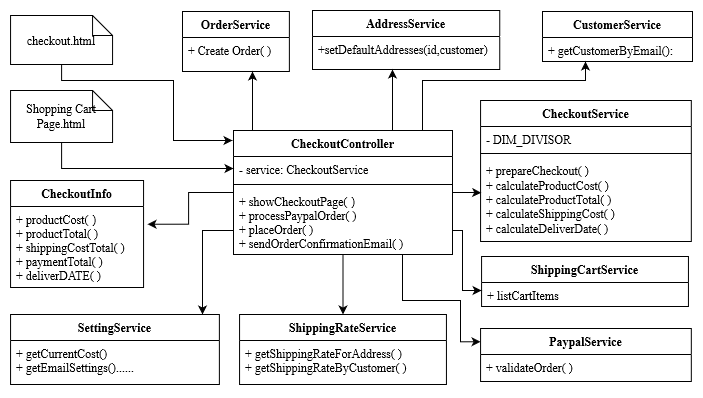 checkout.html
OrderService
+ Create Order( )
AddressService
+setDefaultAddresses(id,customer)
CustomerService
+ getCustomerByEmail():
Shopping Cart
Page.html
CheckoutController
- service: CheckoutService
+ showCheckoutPage( )
+ processPaypalOrder( )
+ placeOrder( )
+ sendOrderConfirmationEmail( )
CheckoutService
- DIM_DIVISOR
+ prepareCheckout( )
+ calculateProductCost( )
+ calculateProductTotal( )
+ calculateShippingCost( )
+ calculateDeliverDate( )
CheckoutInfo
+ productCost( )
+ productTotal( )
+ shippingCostTotal( )
+ paymentTotal( )
+ deliverDATE( )
ShippingCartService
+ listCartItems
SettingService
+ getCurrentCost()
+ getEmailSettings()......
ShippingRateService
+ getShippingRateForAddress( )
+ getShippingRateByCustomer( )
PaypalService
+ validateOrder( )